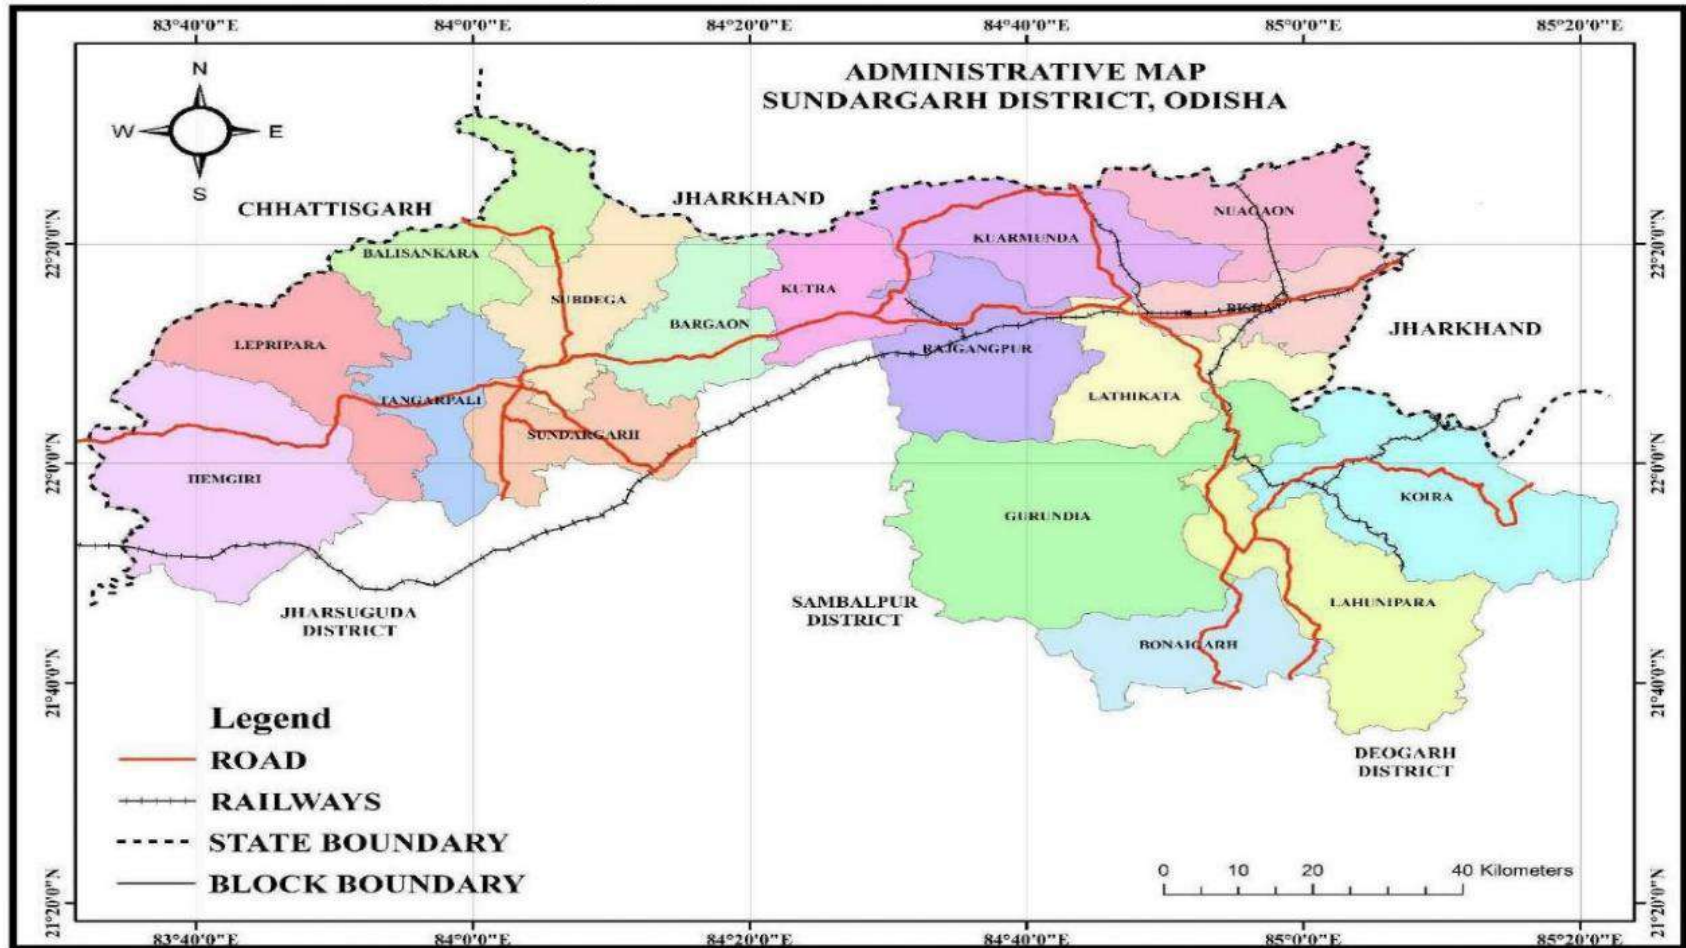 83°40'0"E 84°0'0"E 84°20'0"E 84°40'0"E 85°0'0"E 85°20'0"E
ADMINISTRATIVE MAP
SUNDARGARH DISTRICT, ODISHA
N
W E
S
CHHATTISGARH
JHARKHAND
NUAGAON
KUARMUNDA
BALISANKARA
22°20'0"N
22°20'0"N
KUTRA
SUBDEGA
BISRA
BARGAON
JHARKHAND
LEPRIPARA
RAJGANGPUR
TANGARPALI
LATHIKATA
SUNDARGARH
22°0'0"N
22°0'0"N
HEMGIRI
KOIRA
GURUNDIA
JHARSUGUDA
DISTRICT
SAMBALPUR
DISTRICT
LAHUNIPARA
BONAIGARH
21°40'0"N
21°40'0"N
DEOGARH
DISTRICT
Legend
ROAD
RAILWAYS
STATE BOUNDARY
BLOCK BOUNDARY
0 10 20 40 Kilometers
21°20'0"N
21°20'0"N
83°40'0"E 84°0'0"E 84°20'0"E 84°40'0"E 85°0'0"E 85°20'0"E